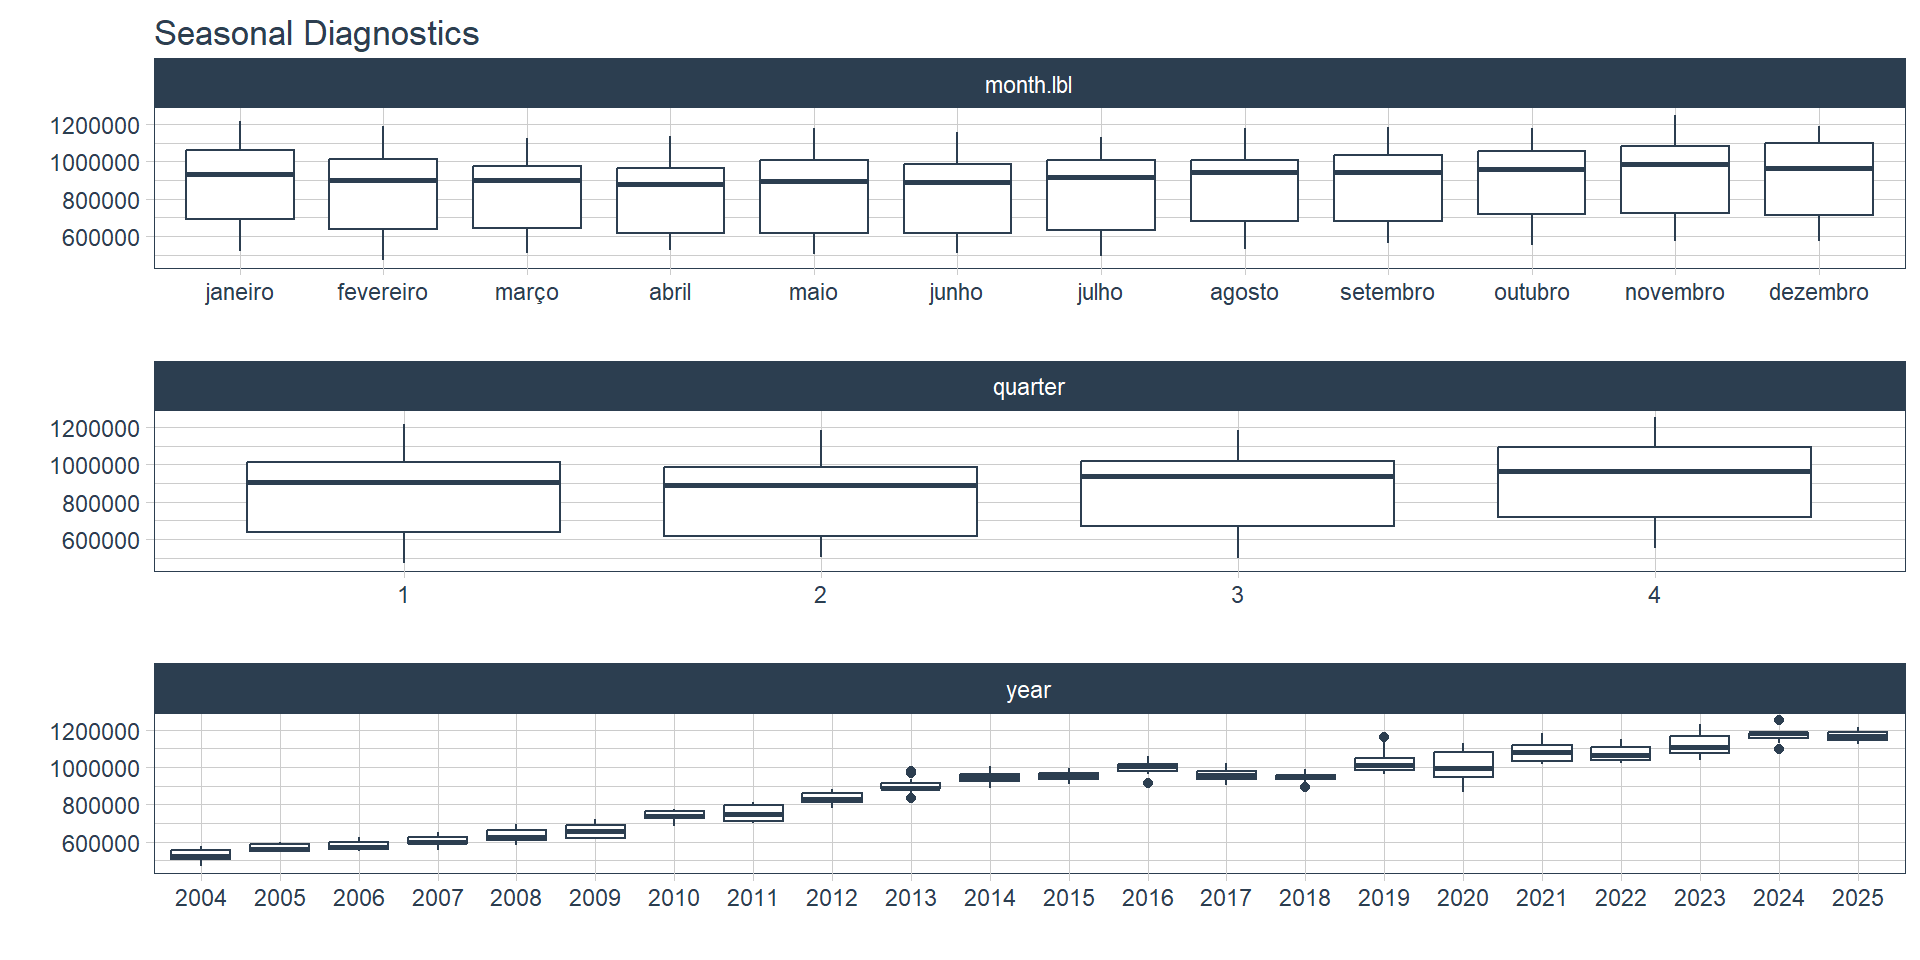 Seasonal Diagnostics
month.lbl
1200000
1000000
800000
600000
janeiro fevereiro março abril maio junho julho agosto setembro outubro novembro dezembro
quarter
1200000
1000000
800000
600000
1 2 3 4
year
1200000
1000000
800000
600000
2004 2005 2006 2007 2008 2009 2010 2011 2012 2013 2014 2015 2016 2017 2018 2019 2020 2021 2022 2023 2024 2025